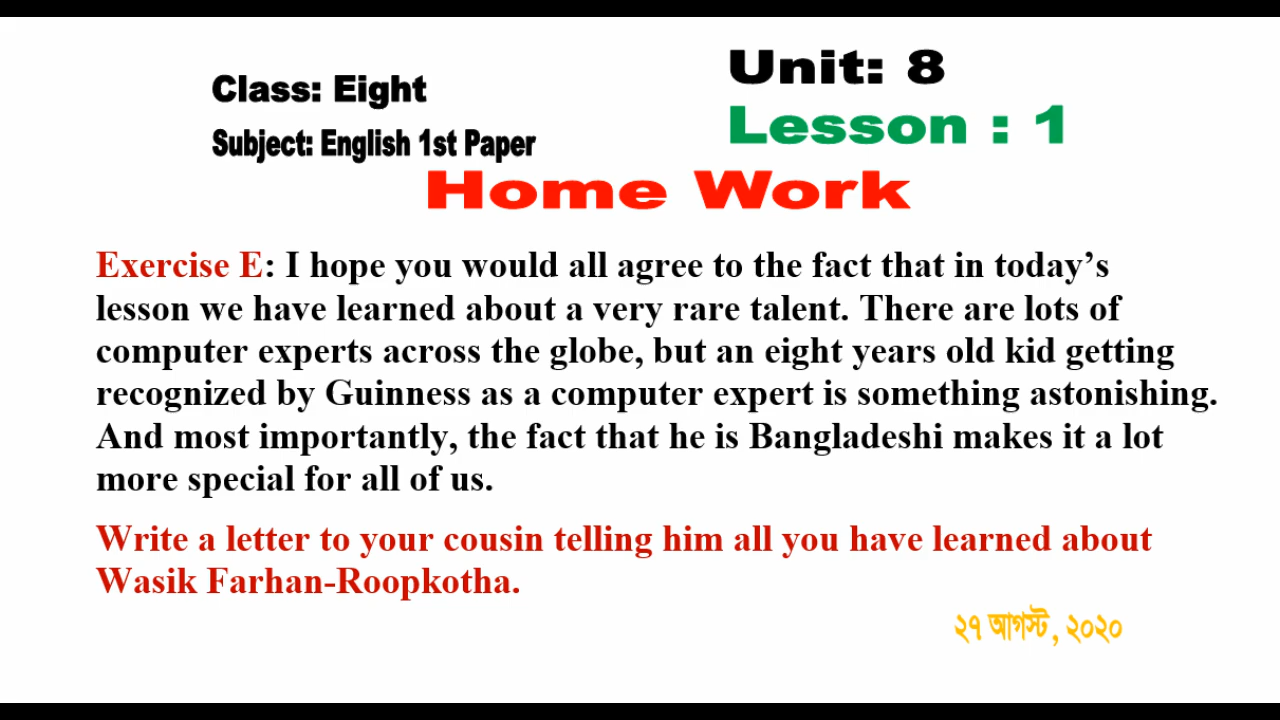 Class: Eight
Subject: English 1st Paper
Unit: 8
Lesson : 1
Home Work
Exercise E: I hope you would all agree to the fact that in today’s
lesson we have learned about a very rare talent. There are lots of
computer experts across the globe, but an eight years old kid getting
recognized by Guinness as a computer expert is something astonishing.
And most importantly, the fact that he is Bangladeshi makes it a lot
more special for all of us.
Write a letter to your cousin telling him all you have learned about
Wasik Farhan-Roopkotha.
২৭ আগস্ট, ২০২০